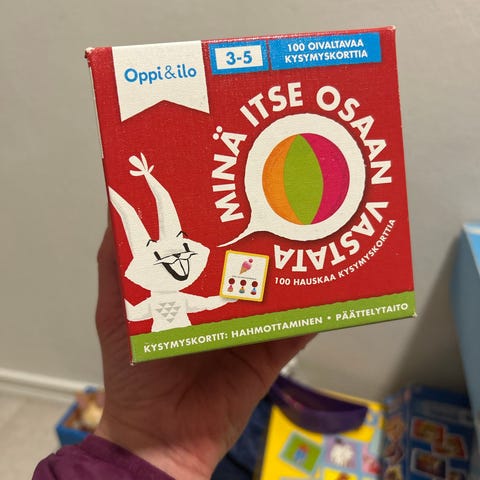 Oppi&ilo
3-5
100 OIVALTAVAA
KYSYMYSKORTTIA
MINÄ ITSE OSAAN VASTATA
100 HAUSKAA KYSYMYSKORTTIA
KYSYMYSKORTIT: HAHMOTTAMINEN • PÄÄTTELYTAITO